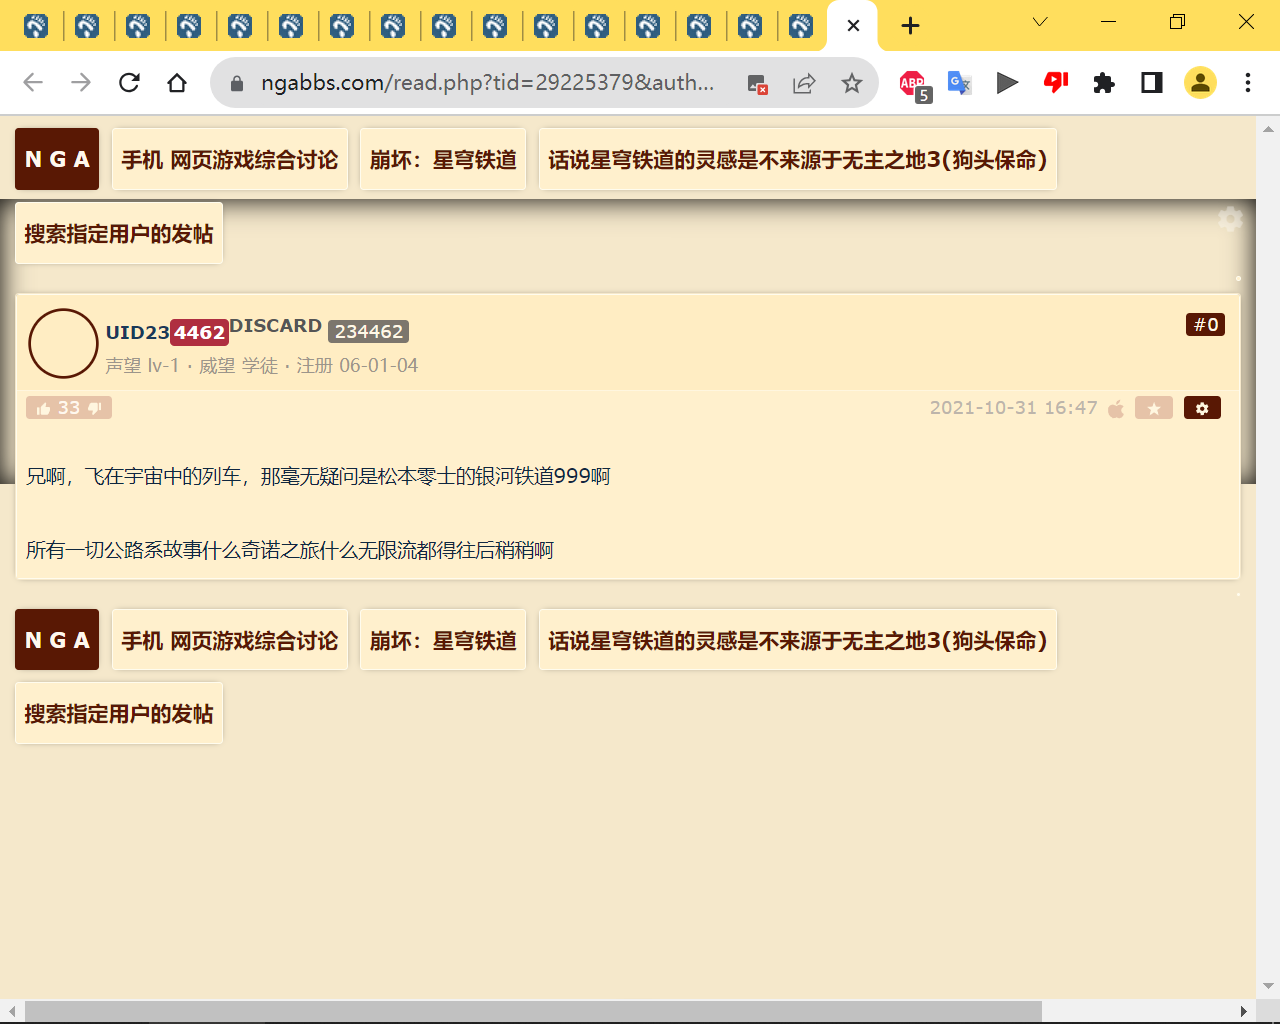 ngabbs.com/read.php?tid=29225379&auth...
ABP
5
N G A
手机 网页游戏综合讨论
崩坏：星穹铁道
话说星穹铁道的灵感是不来源于无主之地3(狗头保命)
搜索指定用户的发帖
UID234462 DISCARD 234462
#0
声望 lv-1 · 威望 学徒 · 注册 06-01-04
33
2021-10-31 16:47
兄啊，飞在宇宙中的列车，那毫无疑问是松本零士的银河铁道999啊
所有一切公路系故事什么奇诺之旅什么无限流都得往后稍稍啊
N G A
手机 网页游戏综合讨论
崩坏：星穹铁道
话说星穹铁道的灵感是不来源于无主之地3(狗头保命)
搜索指定用户的发帖